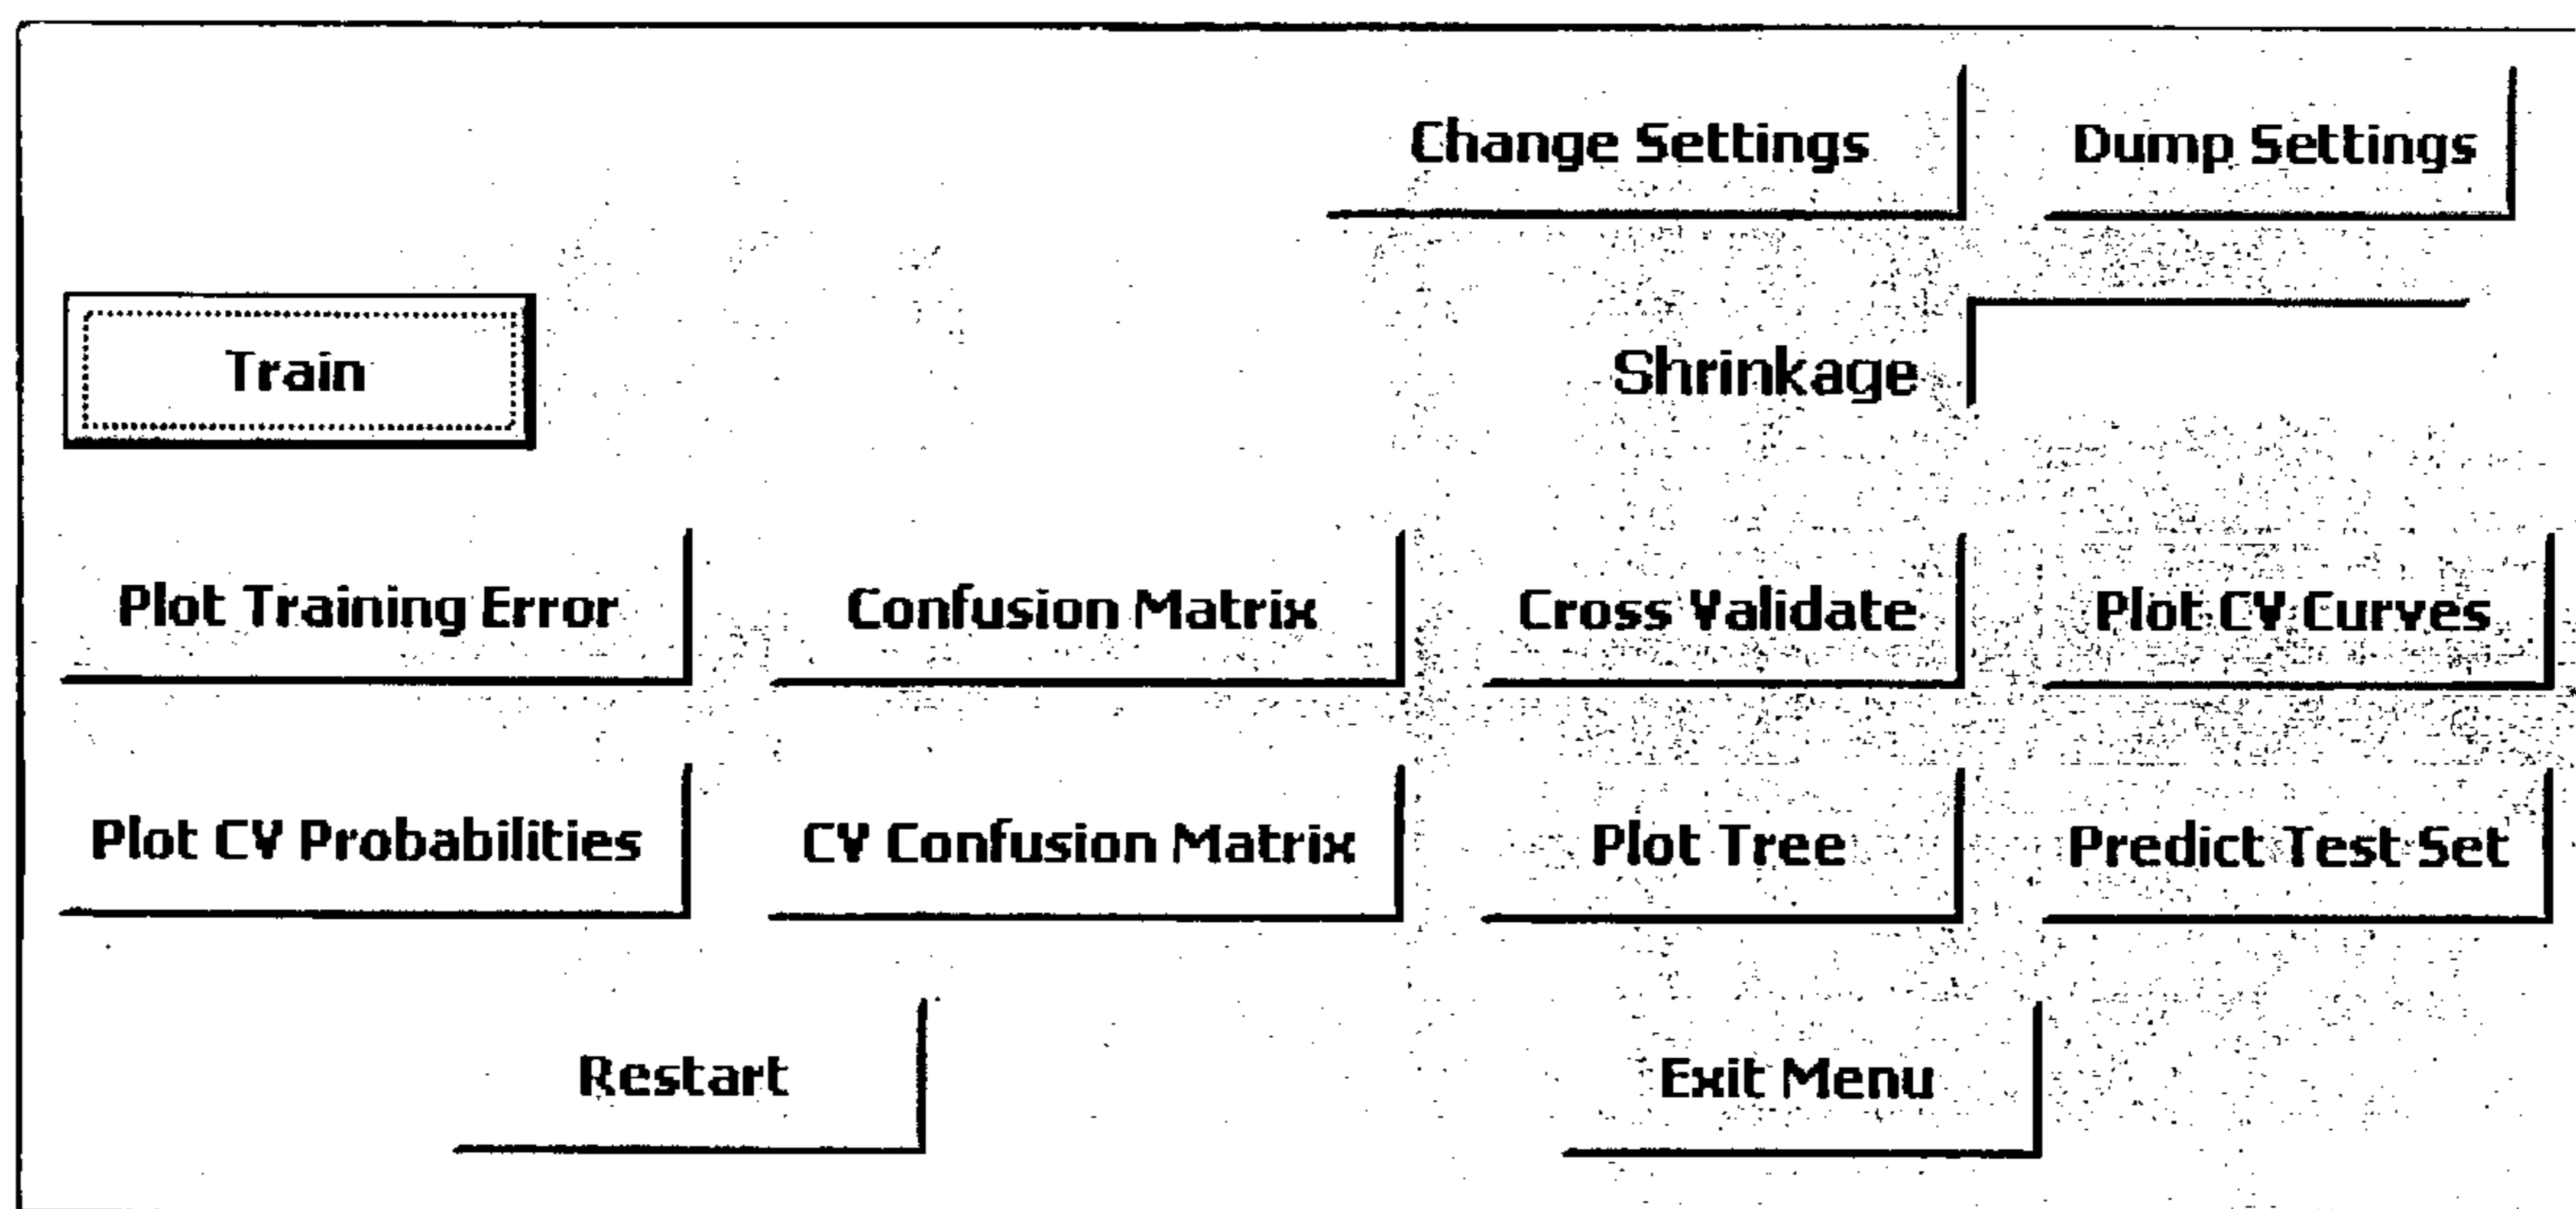 Change Settings Dump Settings
Train Shrinkage
Plot Training Error Confusion Matrix Cross Validate Plot CV Curves
Plot CV Probabilities CV Confusion Matrix Plot Tree Predict Test Set
Restart Exit Menu